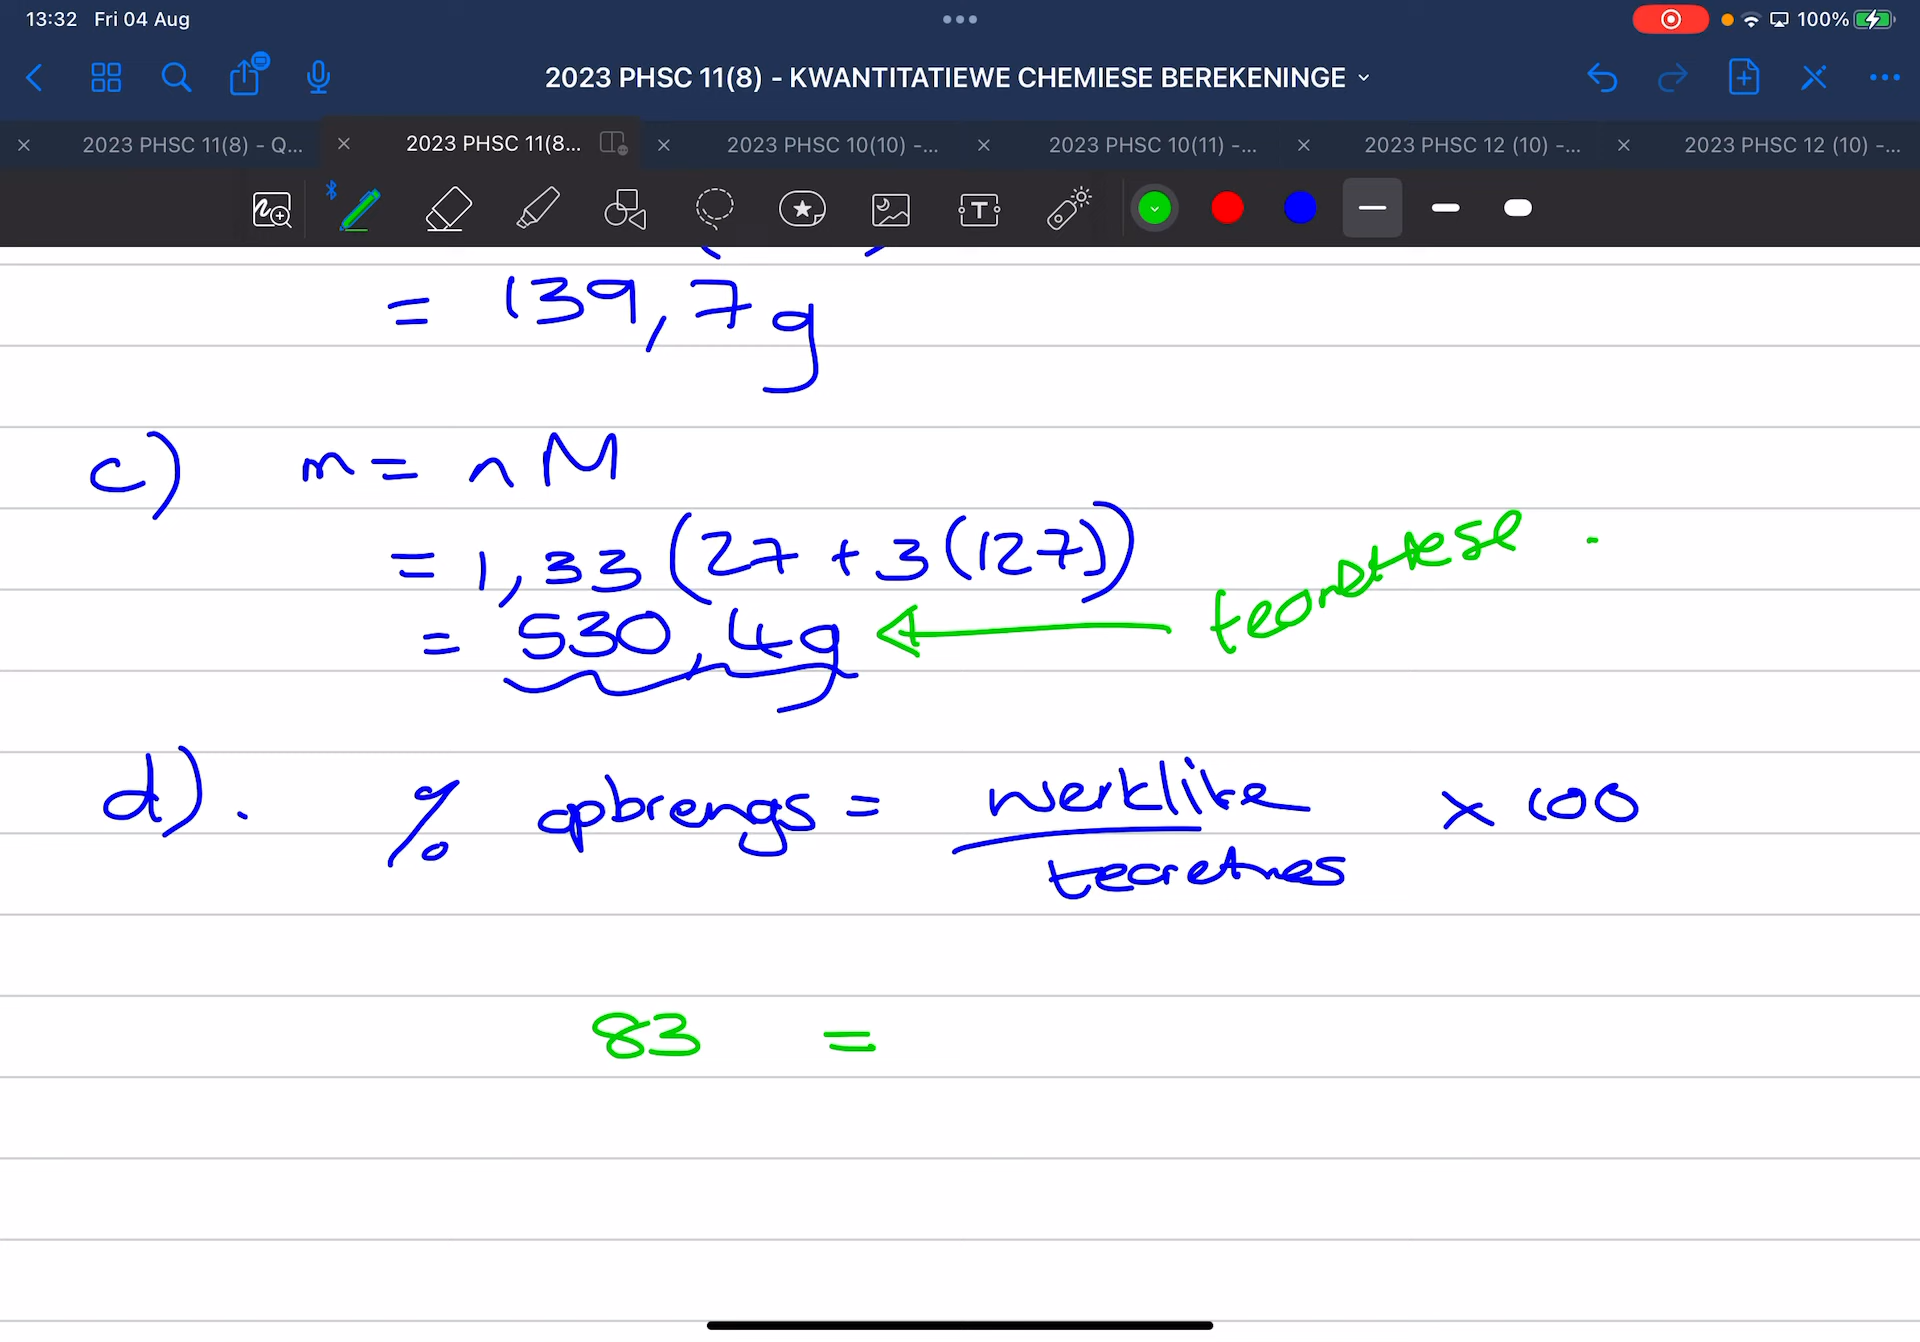 13:32 Fri 04 Aug 100%
2023 PHSC 11(8) - KWANTITATIEWE CHEMIESE BEREKENINGE
2023 PHSC 11(8) - Q... 2023 PHSC 11(8... 2023 PHSC 10(10) -... 2023 PHSC 10(11) -... 2023 PHSC 12 (10) -... 2023 PHSC 12 (10) -...
T
= 139,7g
c) m = nM
= 1,33 (27 + 3(127))
= 530,4g teoretiese.
d). % opbrengs = werklike x 100
teoreties
83 =